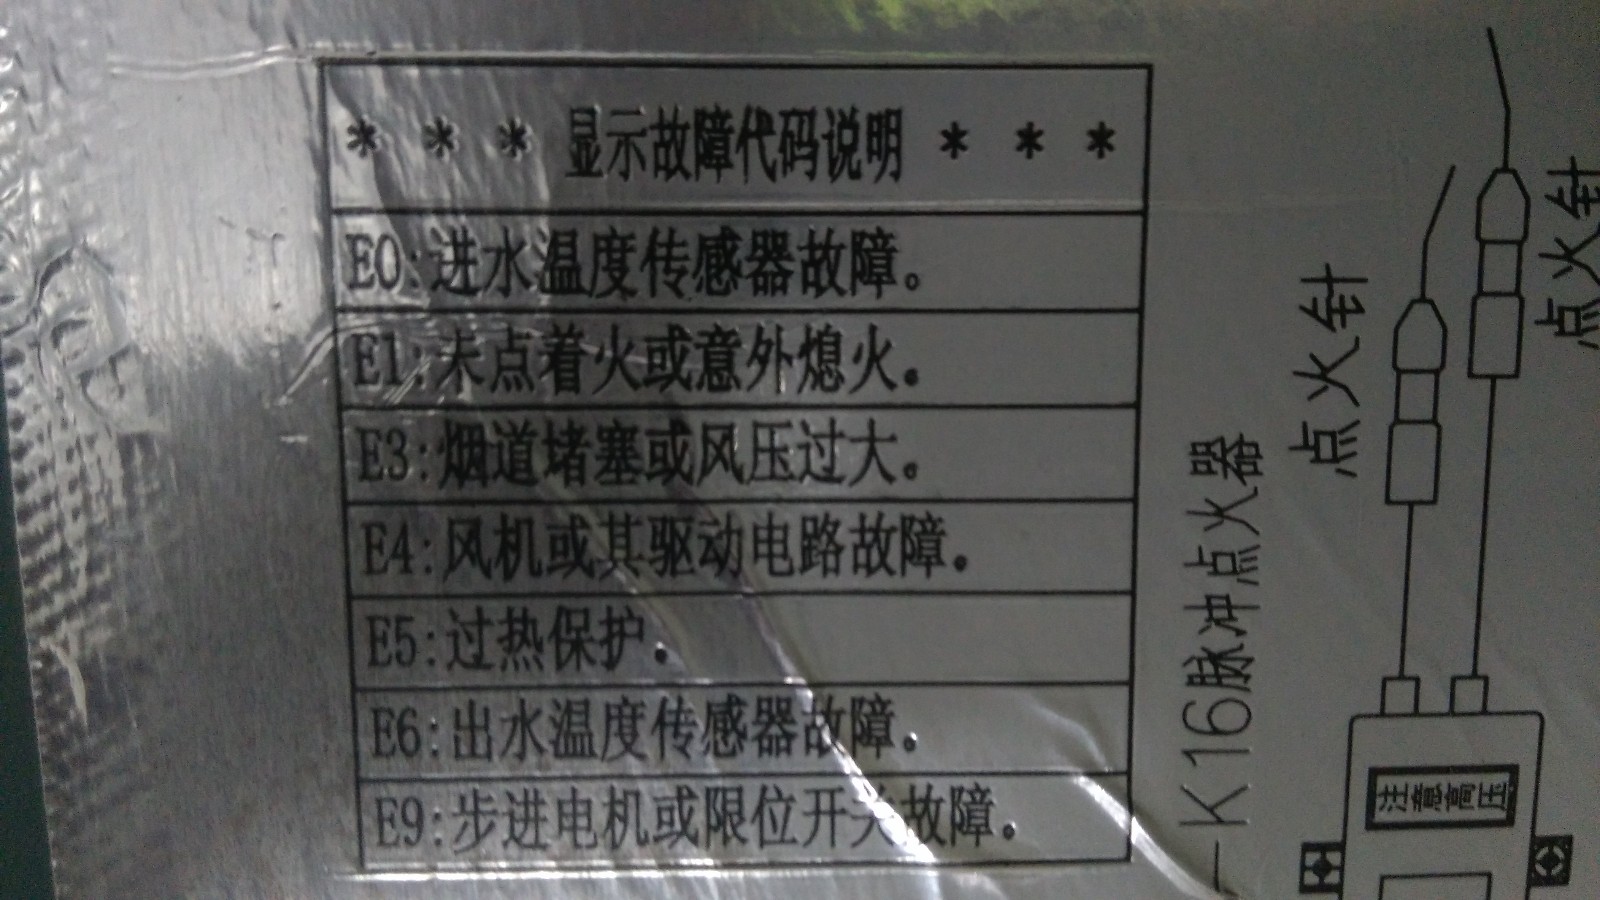 * * * 显示故障代码说明 * * *
E0:进水温度传感器故障。
E1:未点着火或意外熄火。
E3:烟道堵塞或风压过大。
E4:风机或其驱动电路故障。
E5:过热保护。
E6:出水温度传感器故障。
E9:步进电机或限位开关故障。
K16脉冲点火器
点火针
点火针
注意高压